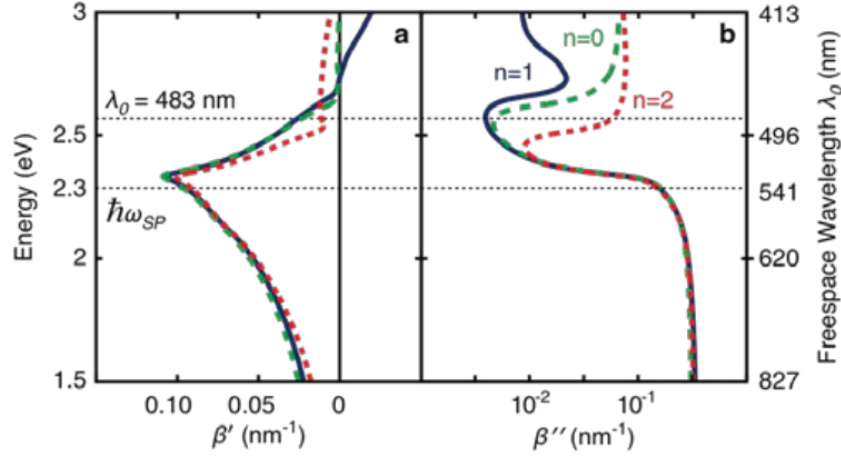 3
a
b
413
n=0
n=1
λ₀ = 483 nm
n=2
2.5
496
2.3
541
ℏω_SP
2
620
1.5
827
0.10
0.05
0
10⁻²
10⁻¹
β′ (nm⁻¹)
β′′ (nm⁻¹)
Energy (eV)
Freespace Wavelength λ₀ (nm)